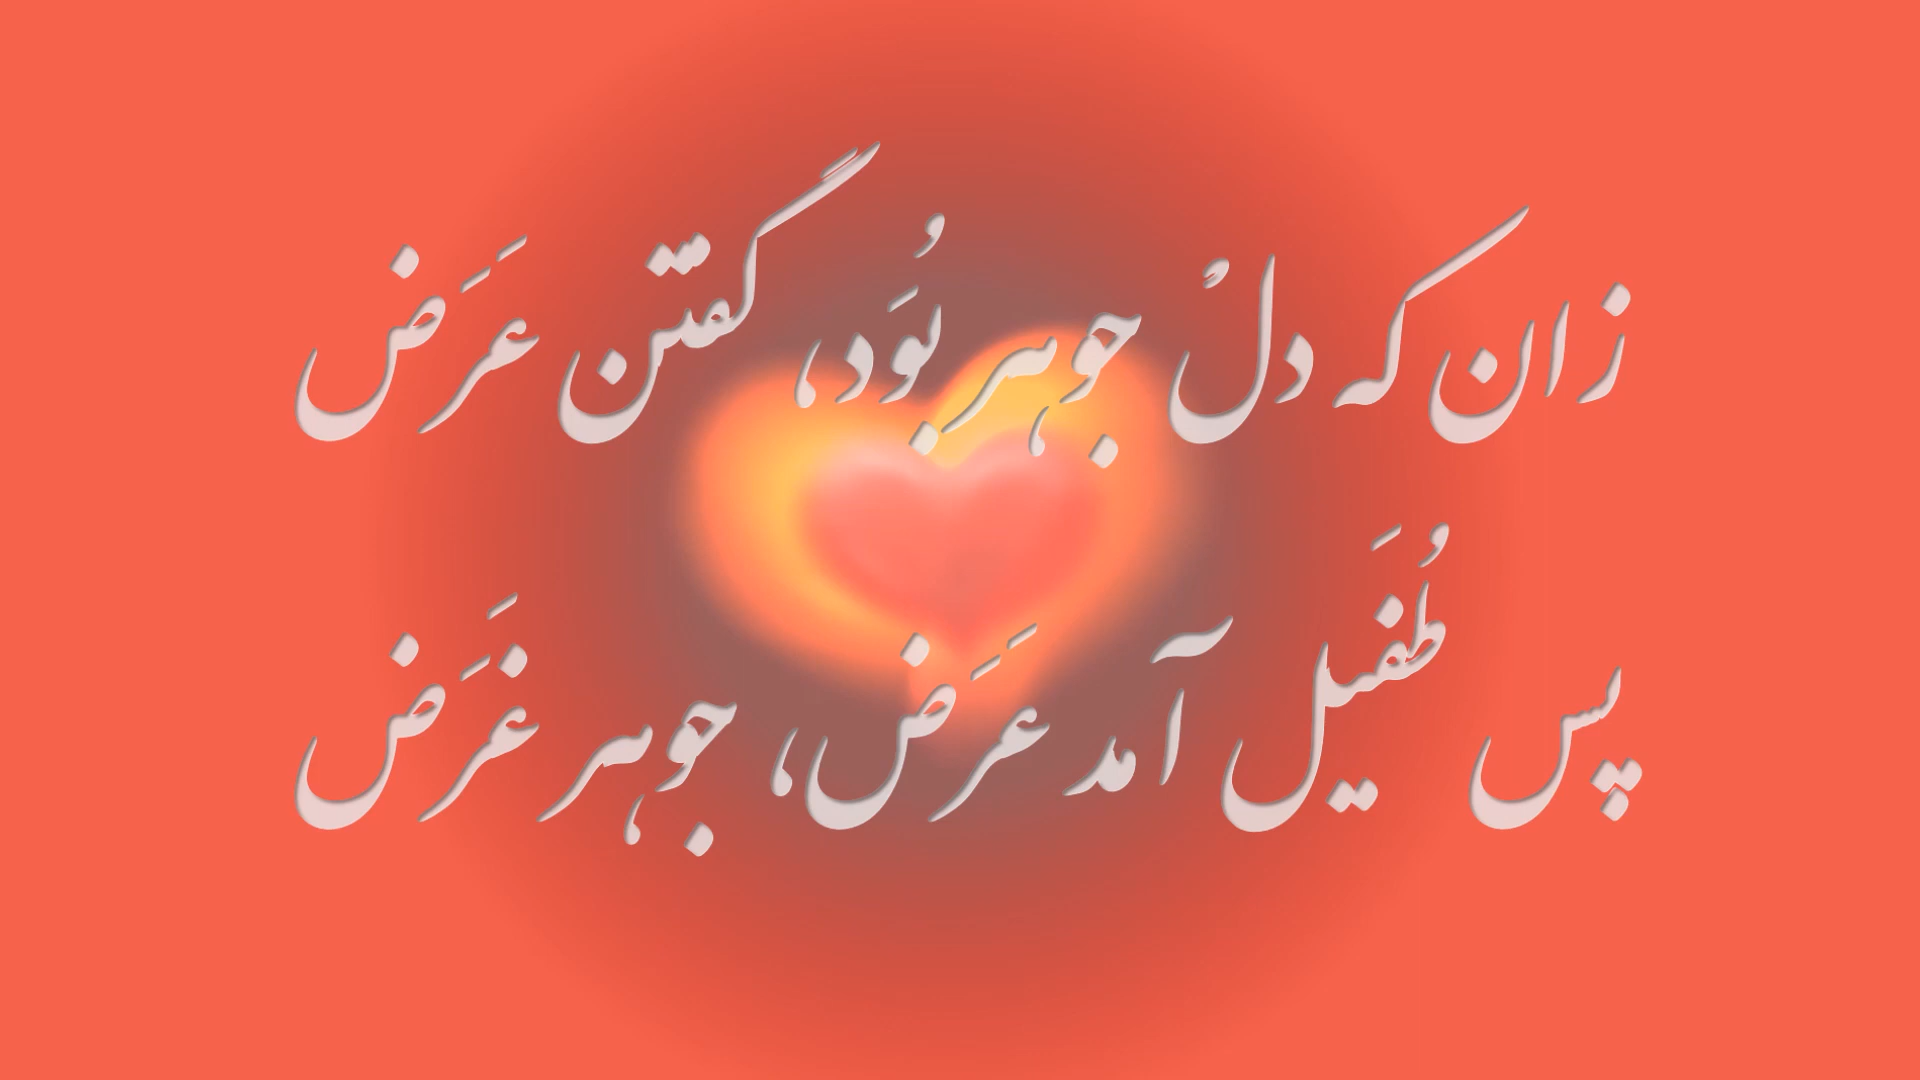 زان که دلْ جوهر بُوَد، گفتن عَرَض
پس طُفَیل آمد عَرَض، جوهر غَرَض